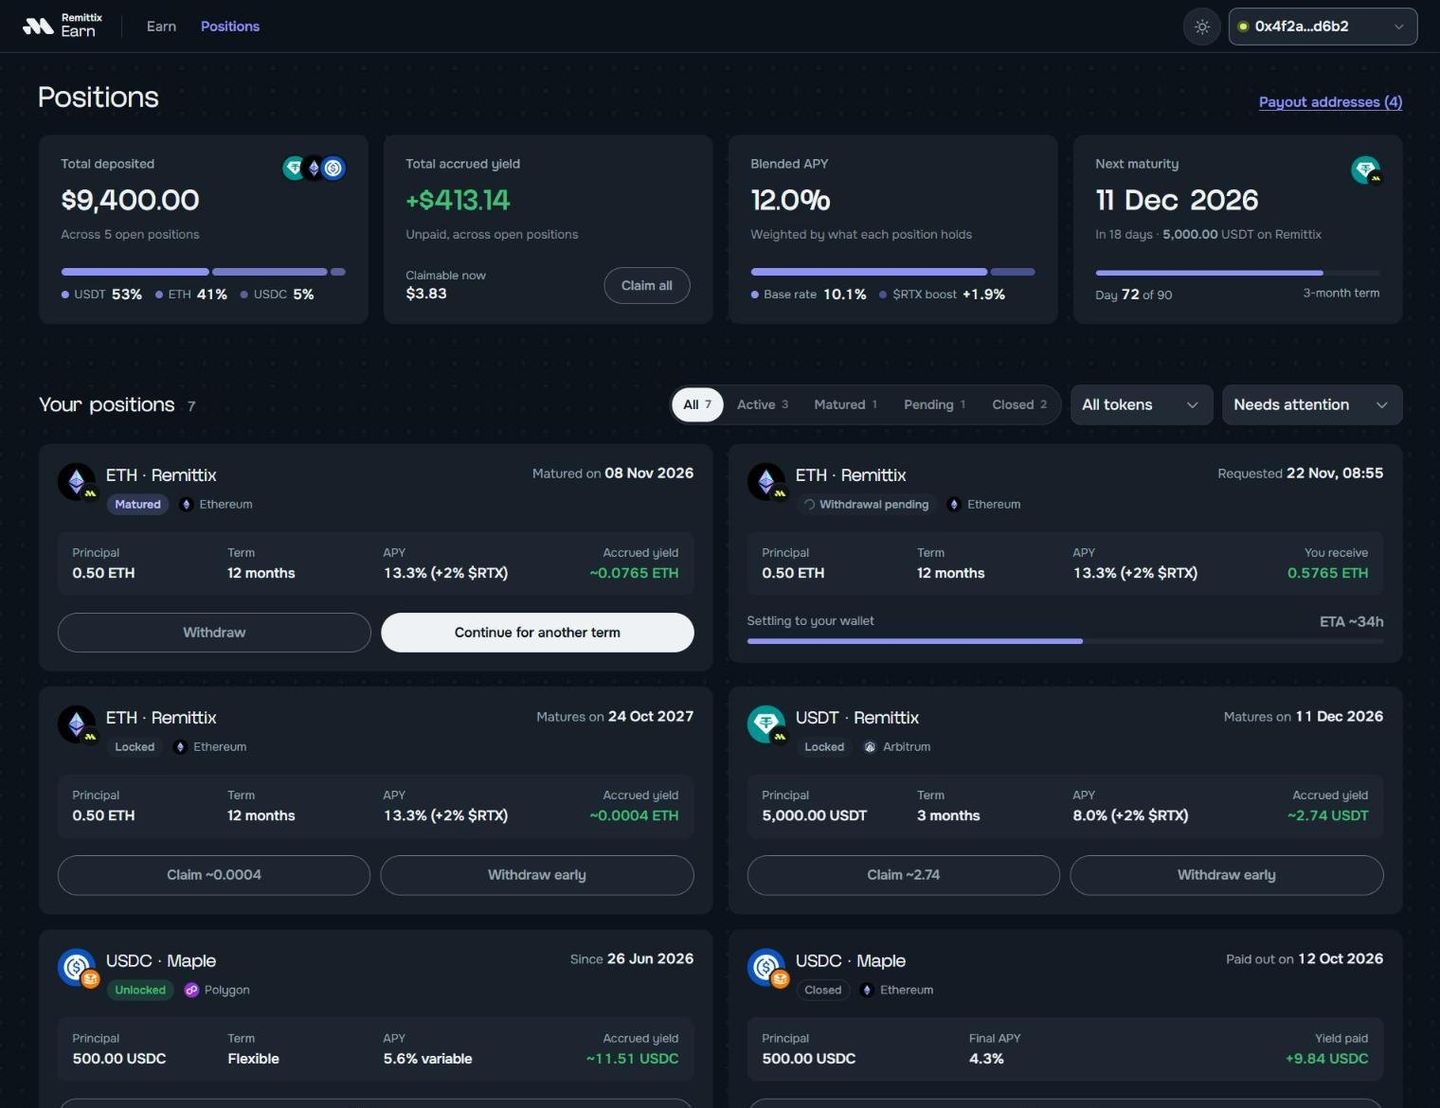 Remittix
Earn
Earn
Positions
0x4f2a...d6b2
Positions
Payout addresses (4)
Total deposited
$9,400.00
Across 5 open positions
USDT 53%
ETH 41%
USDC 5%
Total accrued yield
+$413.14
Unpaid, across open positions
Claimable now
$3.83
Claim all
Blended APY
12.0%
Weighted by what each position holds
Base rate 10.1%
$RTX boost +1.9%
Next maturity
11 Dec 2026
In 18 days · 5,000.00 USDT on Remittix
Day 72 of 90
3-month term
Your positions 7
All 7
Active 3
Matured 1
Pending 1
Closed 2
All tokens
Needs attention
ETH · Remittix
Matured on 08 Nov 2026
Matured
Ethereum
Principal
0.50 ETH
Term
12 months
APY
13.3% (+2% $RTX)
Accrued yield
~0.0765 ETH
Withdraw
Continue for another term
ETH · Remittix
Requested 22 Nov, 08:55
Withdrawal pending
Ethereum
Principal
0.50 ETH
Term
12 months
APY
13.3% (+2% $RTX)
You receive
0.5765 ETH
Settling to your wallet
ETA ~34h
ETH · Remittix
Matures on 24 Oct 2027
Locked
Ethereum
Principal
0.50 ETH
Term
12 months
APY
13.3% (+2% $RTX)
Accrued yield
~0.0004 ETH
Claim ~0.0004
Withdraw early
USDT · Remittix
Matures on 11 Dec 2026
Locked
Arbitrum
Principal
5,000.00 USDT
Term
3 months
APY
8.0% (+2% $RTX)
Accrued yield
~2.74 USDT
Claim ~2.74
Withdraw early
USDC · Maple
Since 26 Jun 2026
Unlocked
Polygon
Principal
500.00 USDC
Term
Flexible
APY
5.6% variable
Accrued yield
~11.51 USDC
USDC · Maple
Paid out on 12 Oct 2026
Closed
Ethereum
Principal
500.00 USDC
Final APY
4.3%
Yield paid
+9.84 USDC